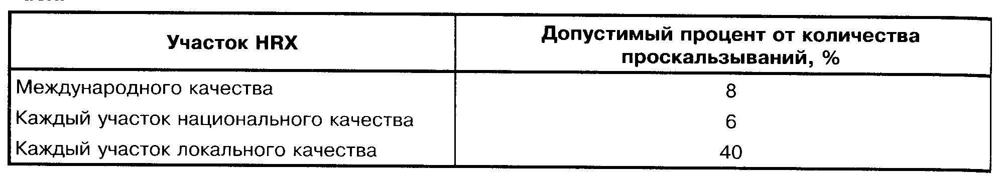 Участок HRX
Допустимый процент от количества
проскальзываний, %
Международного качества
8
Каждый участок национального качества
6
Каждый участок локального качества
40